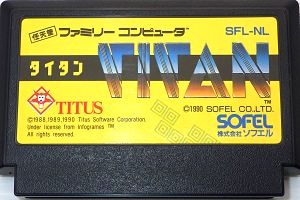 任天堂 ファミリーコンピュータ™
SFL-NL
タイタン
TITAN
TITUS
©1988,1989,1990 Titus Software Corporation.
Under license from Infogrames ™
All rights reserved.
©1990 SOFEL CO.,LTD.
SOFEL
株式会社 ソフエル